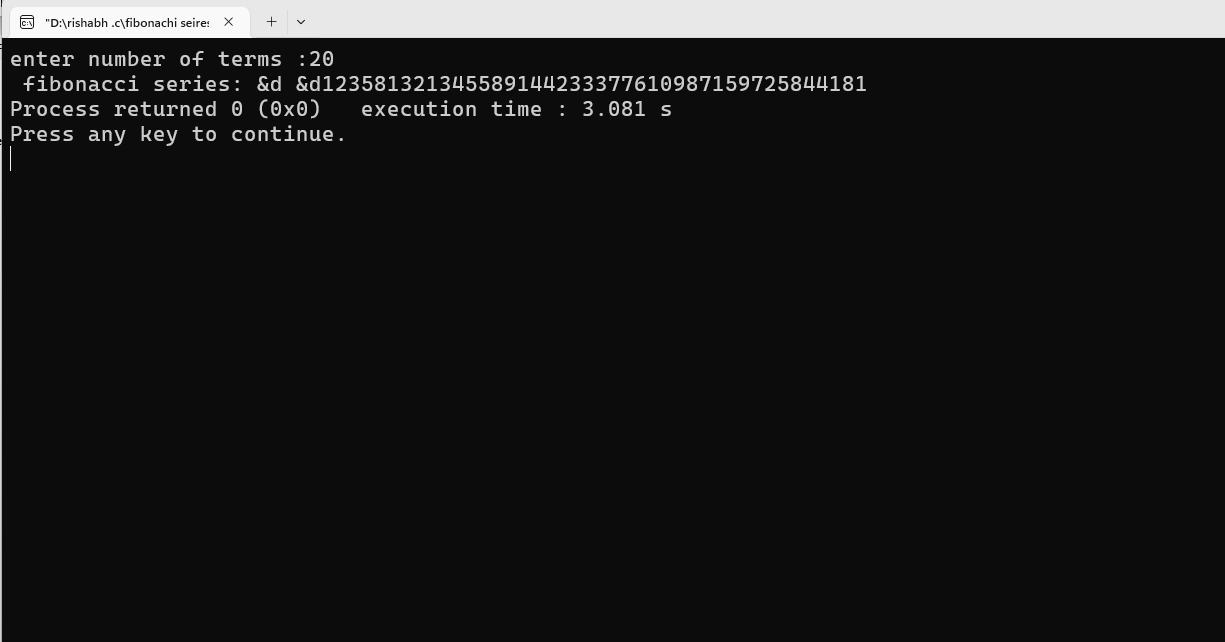 "D:\rishabh .c\fibonachi seires
enter number of terms :20
 fibonacci series: &d &d123581321345589144233377610987159725844181
Process returned 0 (0x0)   execution time : 3.081 s
Press any key to continue.